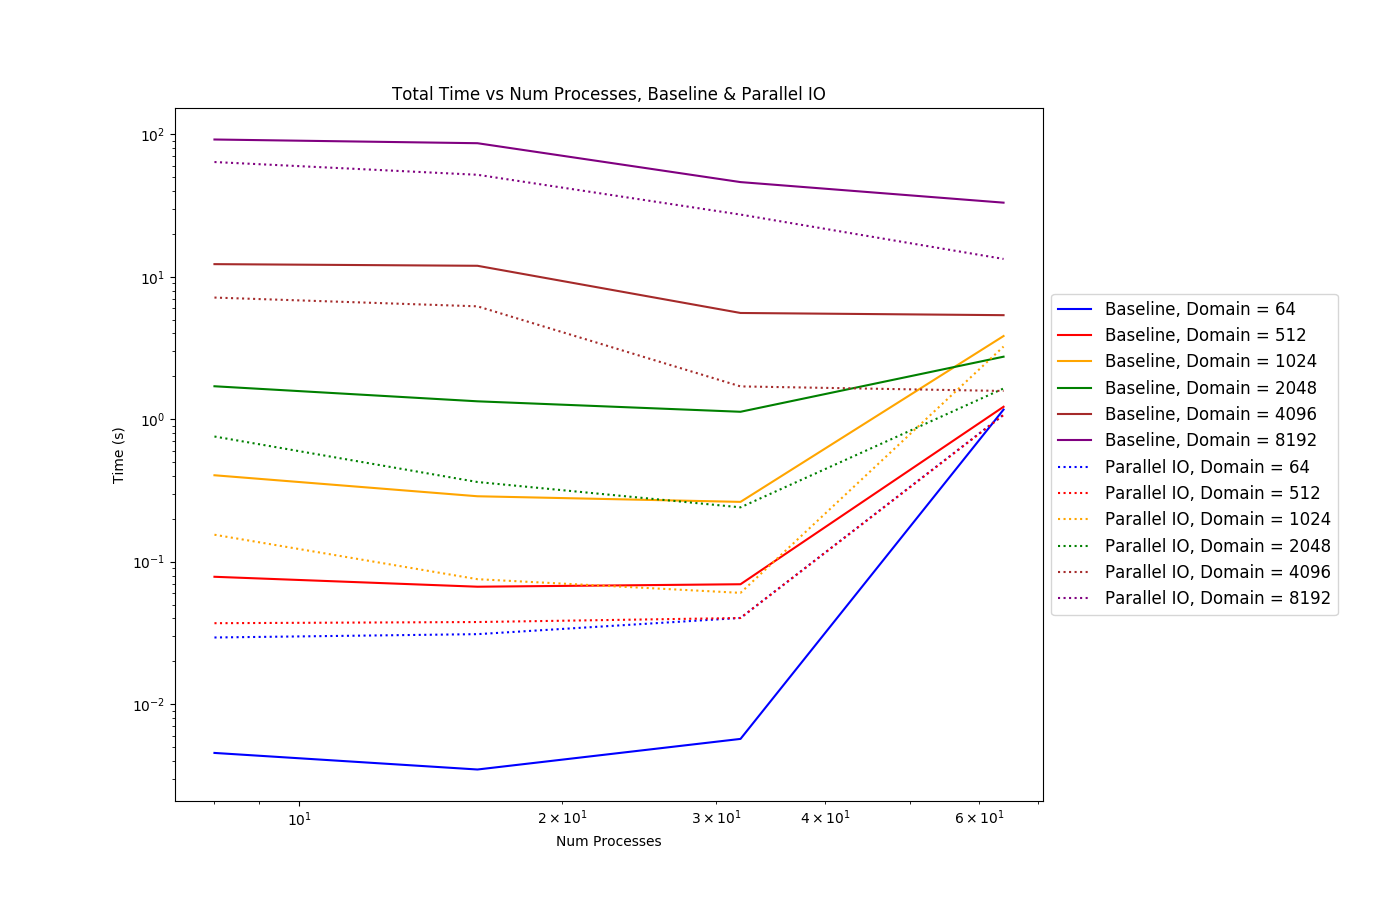 Total Time vs Num Processes, Baseline & Parallel IO
Time (s)
10²
10¹
10⁰
10⁻¹
10⁻²
10¹
2 × 10¹
3 × 10¹
4 × 10¹
6 × 10¹
Num Processes
Baseline, Domain = 64
Baseline, Domain = 512
Baseline, Domain = 1024
Baseline, Domain = 2048
Baseline, Domain = 4096
Baseline, Domain = 8192
Parallel IO, Domain = 64
Parallel IO, Domain = 512
Parallel IO, Domain = 1024
Parallel IO, Domain = 2048
Parallel IO, Domain = 4096
Parallel IO, Domain = 8192